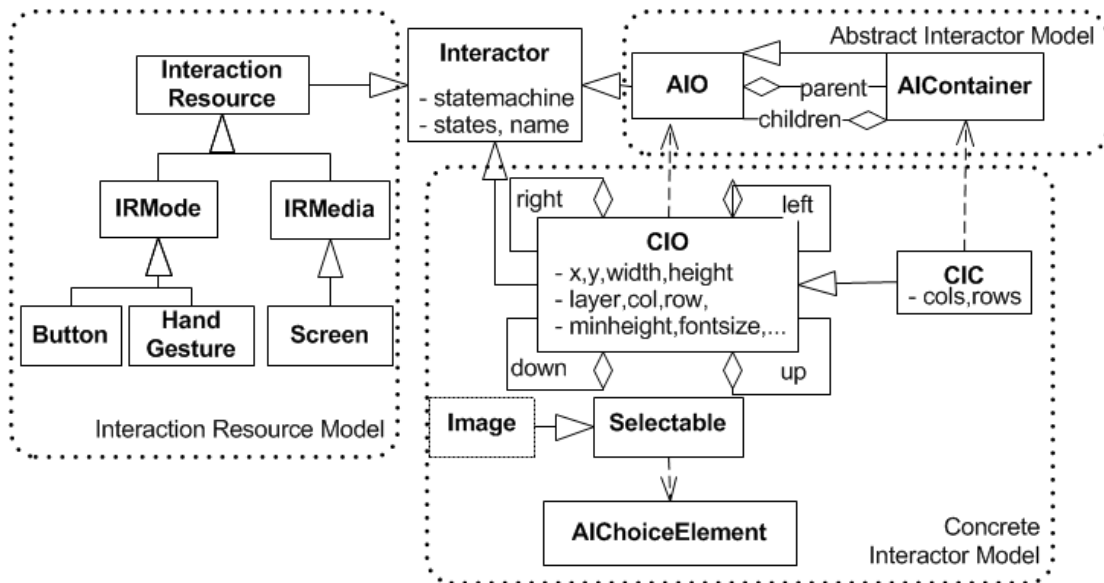 Interaction
Resource
IRMode
IRMedia
Button
Hand
Gesture
Screen
Interaction Resource Model
Interactor
- statemachine
- states, name
Abstract Interactor Model
AIO
parent
children
AIContainer
right
left
CIO
- x,y,width,height
- layer,col,row,
- minheight,fontsize,...
down
up
CIC
- cols,rows
Image
Selectable
AIChoiceElement
Concrete
Interactor Model